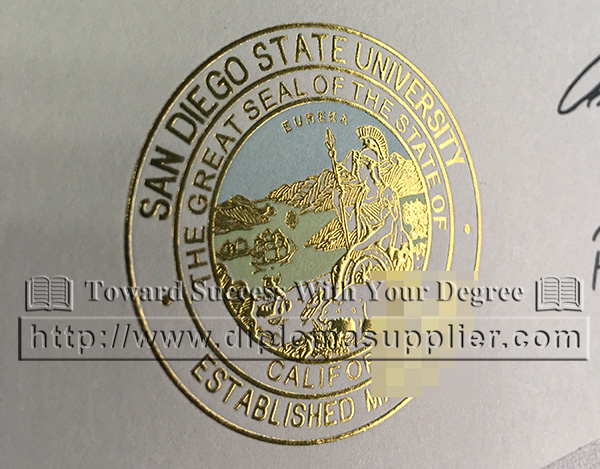 SAN DIEGO STATE UNIVERSITY
THE GREAT SEAL OF THE STATE OF
EUREKA
Toward Success With Your Degree
http://www.diplomasupplier.com
ESTABLISHED